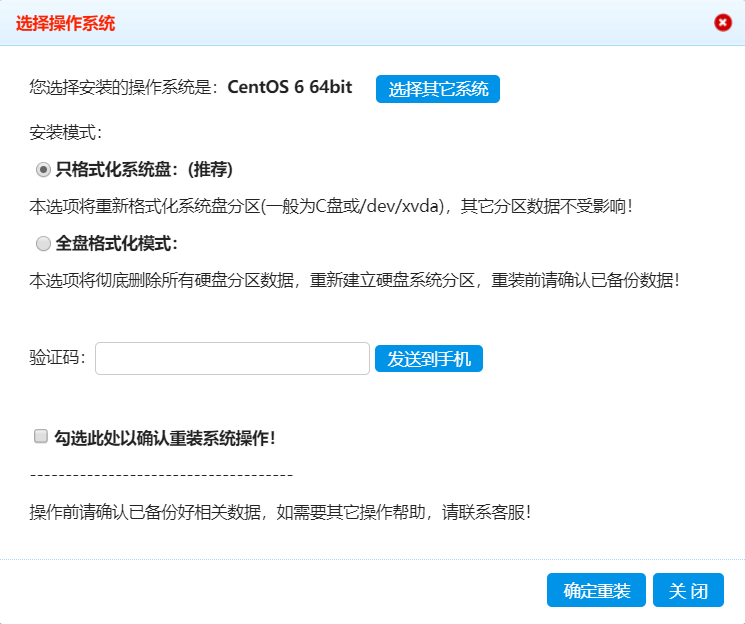 选择操作系统
您选择安装的操作系统是：CentOS 6 64bit 选择其它系统
安装模式：
只格式化系统盘：(推荐)
本选项将重新格式化系统盘分区(一般为C盘或/dev/xvda)，其它分区数据不受影响！
全盘格式化模式：
本选项将彻底删除所有硬盘分区数据，重新建立硬盘系统分区，重装前请确认已备份数据！
验证码： 发送到手机
勾选此处以确认重装系统操作！
-------------------------------------
操作前请确认已备份好相关数据，如需要其它操作帮助，请联系客服！
确定重装 关 闭